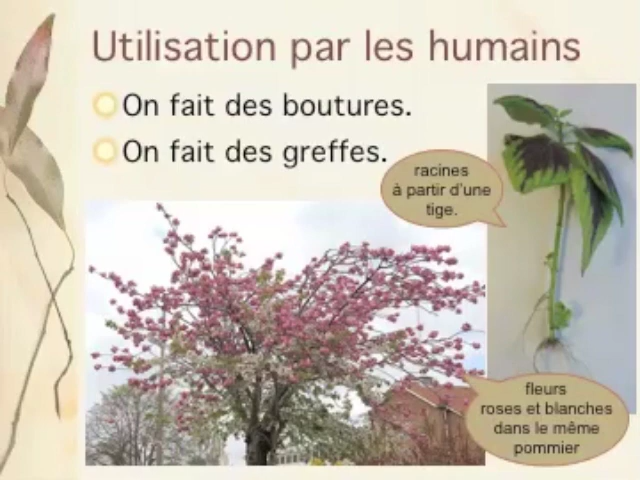 Utilisation par les humains
On fait des boutures.
On fait des greffes.
racines
à partir d'une
tige.
fleurs
roses et blanches
dans le même
pommier